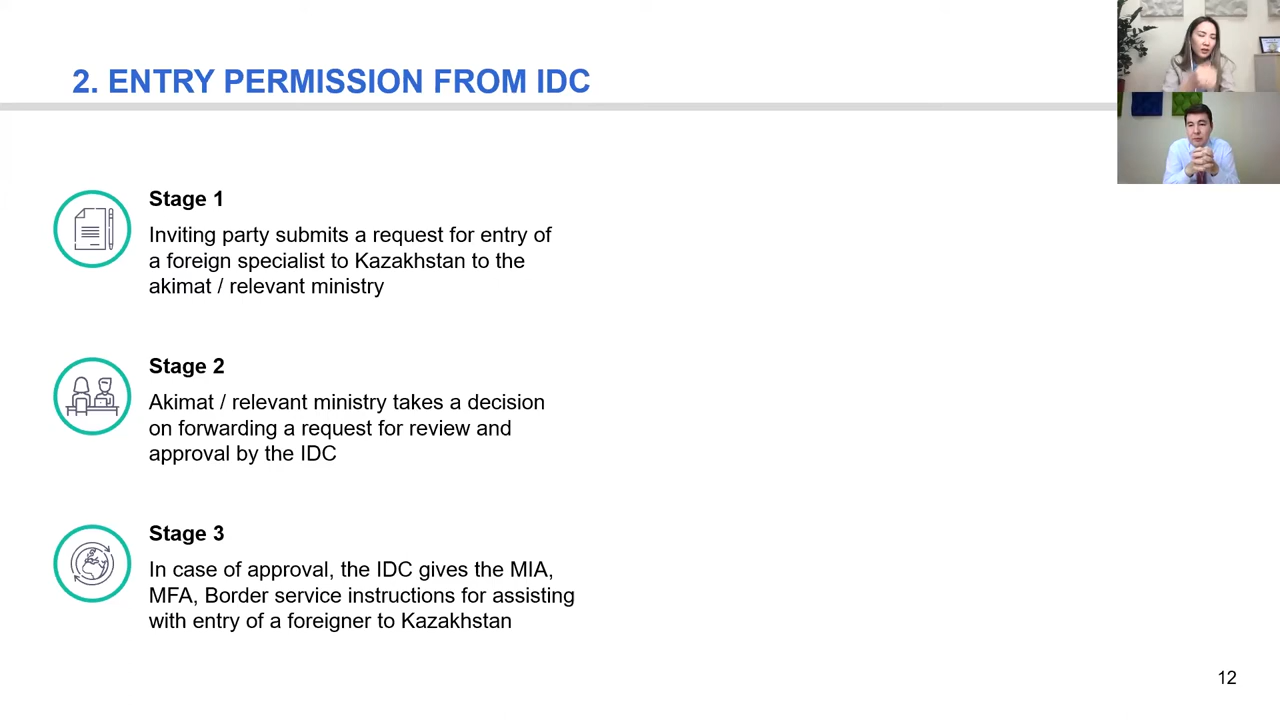 2. ENTRY PERMISSION FROM IDC
Stage 1
Inviting party submits a request for entry of
a foreign specialist to Kazakhstan to the
akimat / relevant ministry
Stage 2
Akimat / relevant ministry takes a decision
on forwarding a request for review and
approval by the IDC
Stage 3
In case of approval, the IDC gives the MIA,
MFA, Border service instructions for assisting
with entry of a foreigner to Kazakhstan
12